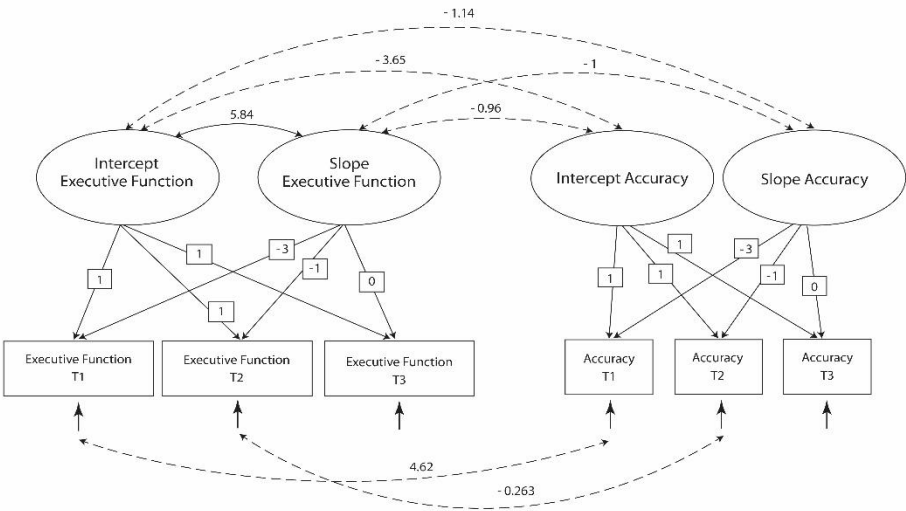 - 1.14
- 3.65
- 1
5.84
- 0.96
Intercept
Executive Function
Slope
Executive Function
Intercept Accuracy
Slope Accuracy
1
1
1
-3
-1
0
1
1
1
-3
-1
0
Executive Function
T1
Executive Function
T2
Executive Function
T3
Accuracy
T1
Accuracy
T2
Accuracy
T3
4.62
- 0.263